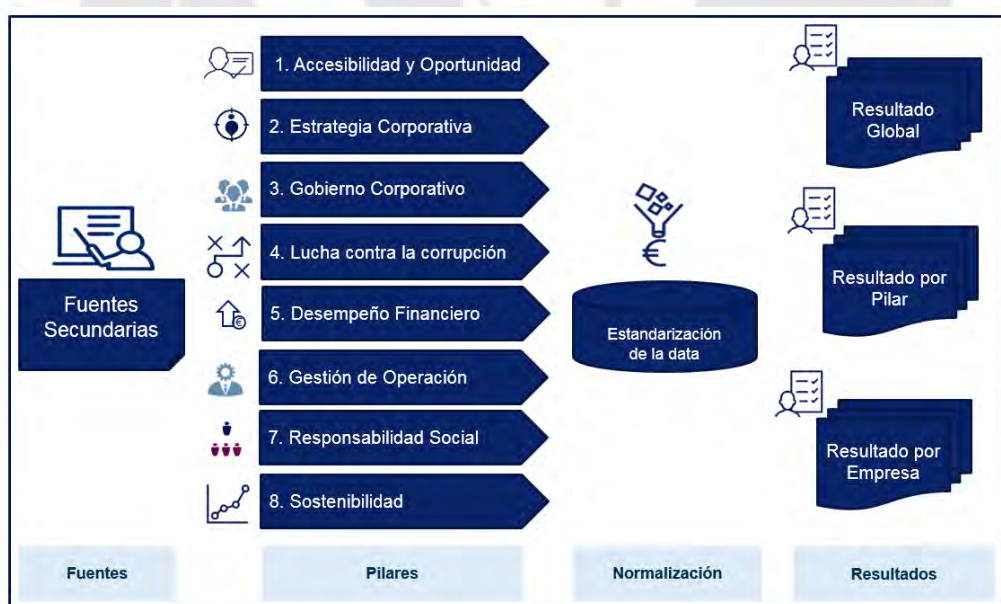 Fuentes
Secundarias
1. Accesibilidad y Oportunidad
2. Estrategia Corporativa
3. Gobierno Corporativo
4. Lucha contra la corrupción
5. Desempeño Financiero
6. Gestión de Operación
7. Responsabilidad Social
8. Sostenibilidad
€
Estandarización
de la data
Resultado
Global
Resultado por
Pilar
Resultado por
Empresa
Fuentes
Pilares
Normalización
Resultados